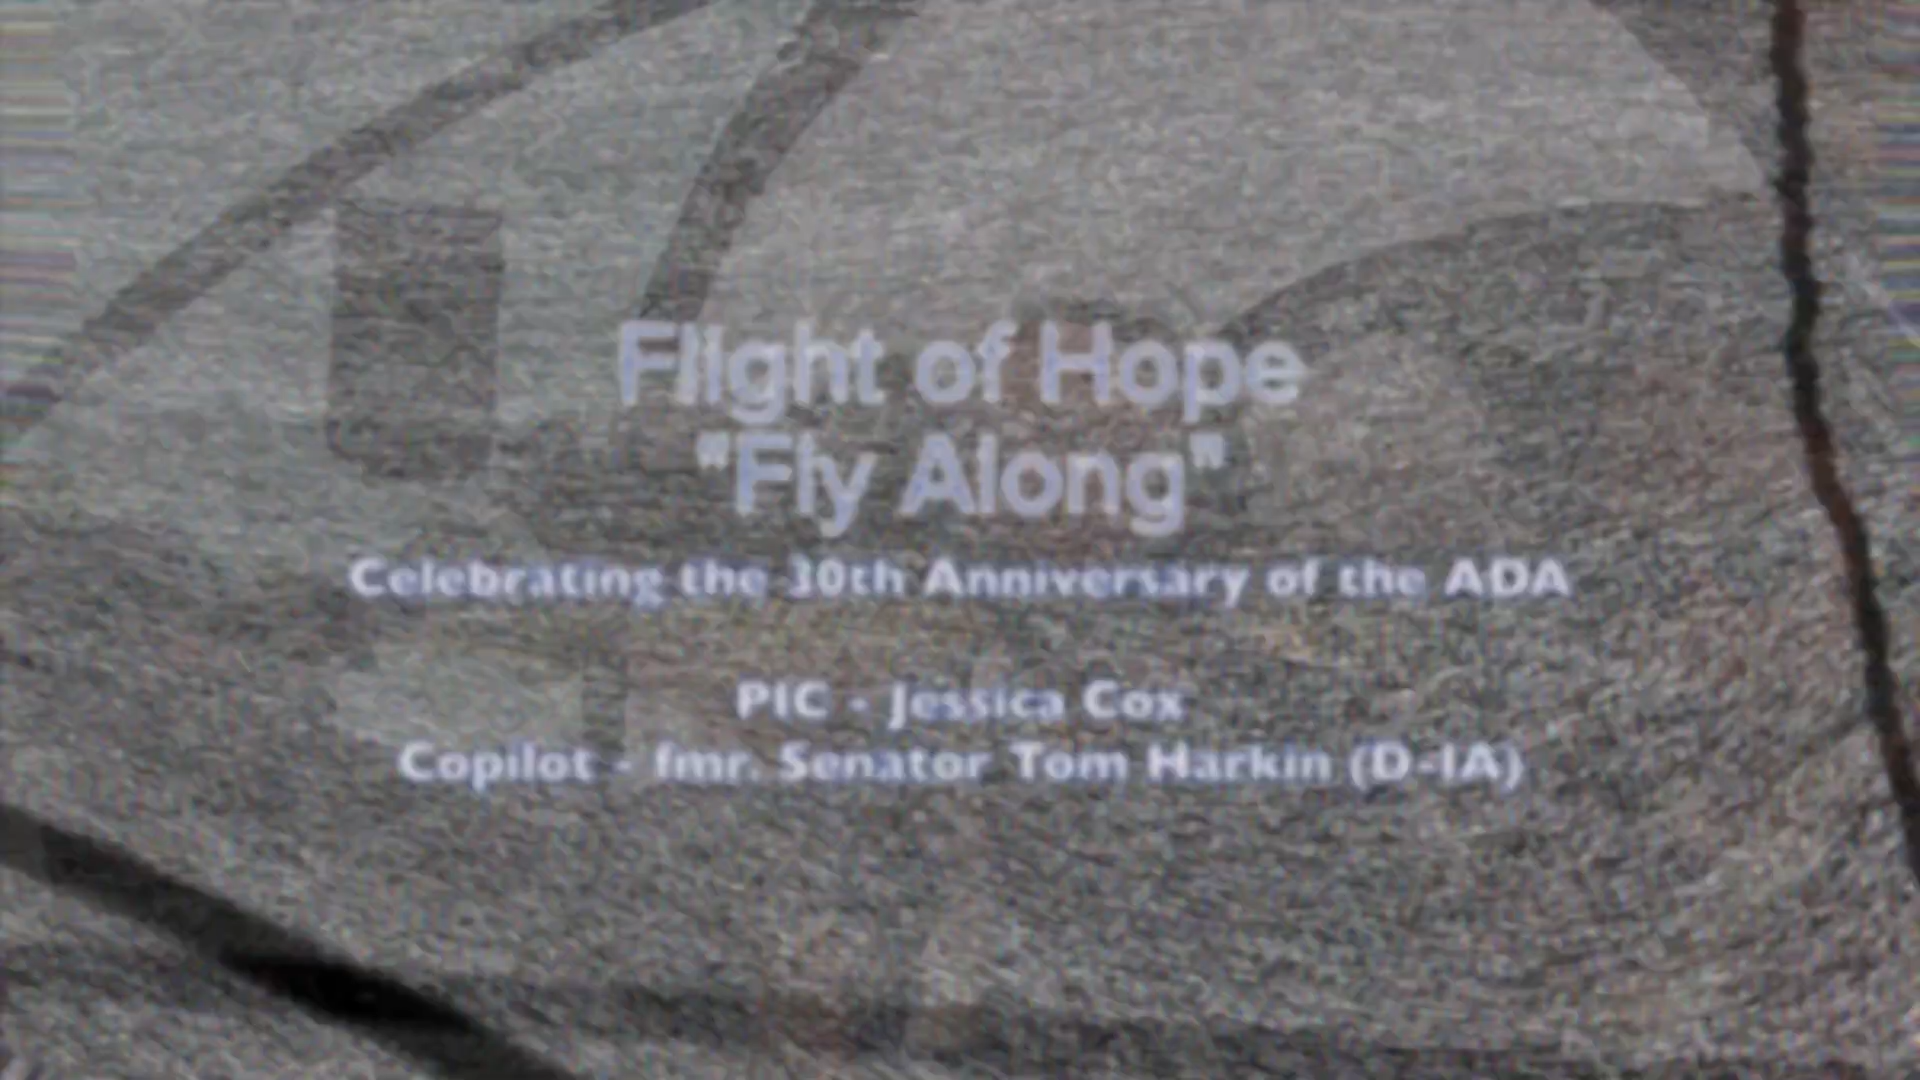 Flight of Hope
"Fly Along"
Celebrating the 30th Anniversary of the ADA
PIC - Jessica Cox
Copilot - fmr. Senator Tom Harkin (D-IA)